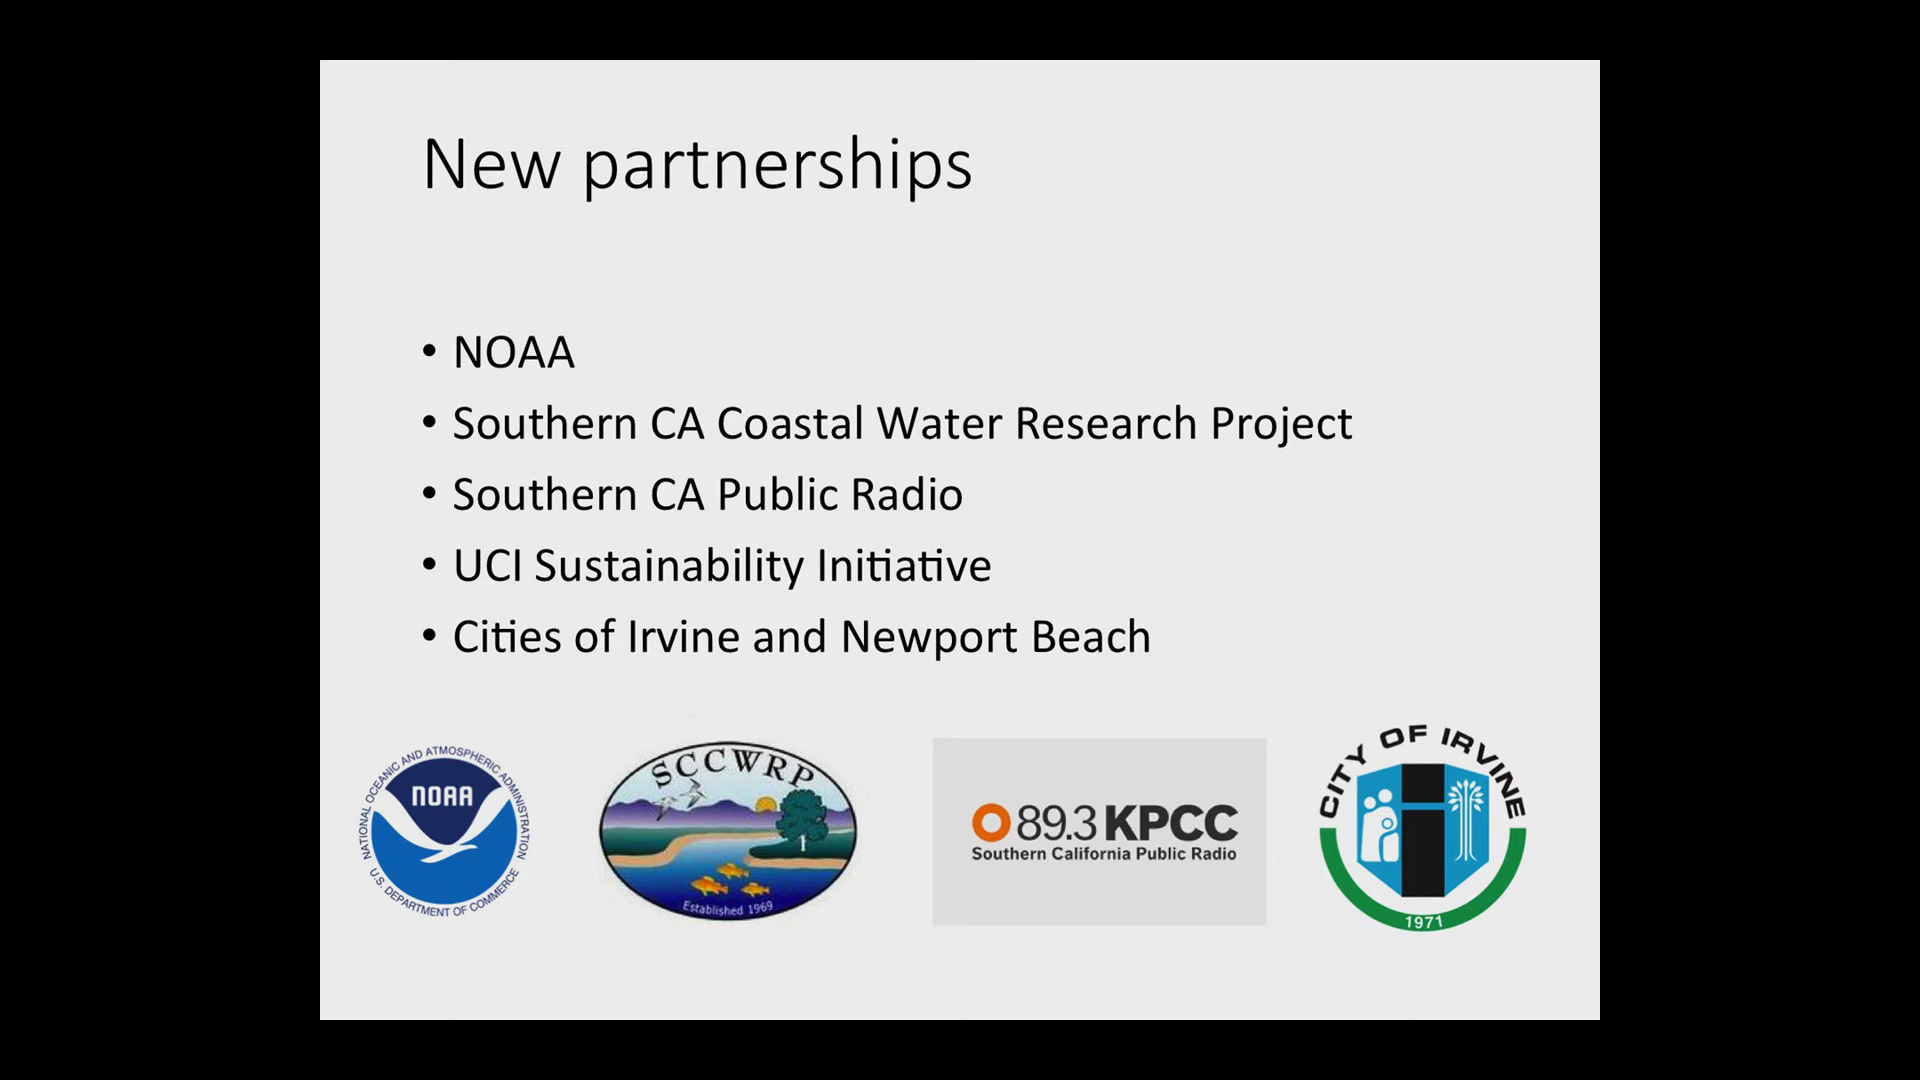 New partnerships
• NOAA
• Southern CA Coastal Water Research Project
• Southern CA Public Radio
• UCI Sustainability Initiative
• Cities of Irvine and Newport Beach
NATIONAL OCEANIC AND ATMOSPHERIC ADMINISTRATION
NOAA
U.S. DEPARTMENT OF COMMERCE
SCCWRP
Established 1969
89.3 KPCC
Southern California Public Radio
CITY OF IRVINE
1971